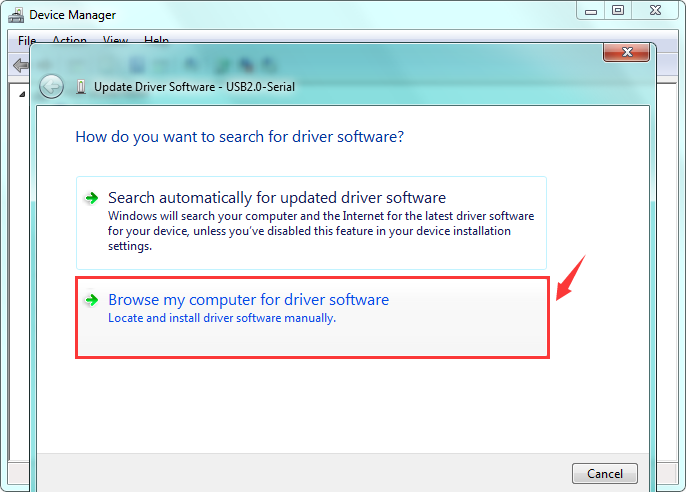 Device Manager
File Action View Help
Update Driver Software - USB2.0-Serial
How do you want to search for driver software?
Search automatically for updated driver software
Windows will search your computer and the Internet for the latest driver software
for your device, unless you've disabled this feature in your device installation
settings.
Browse my computer for driver software
Locate and install driver software manually.
Cancel